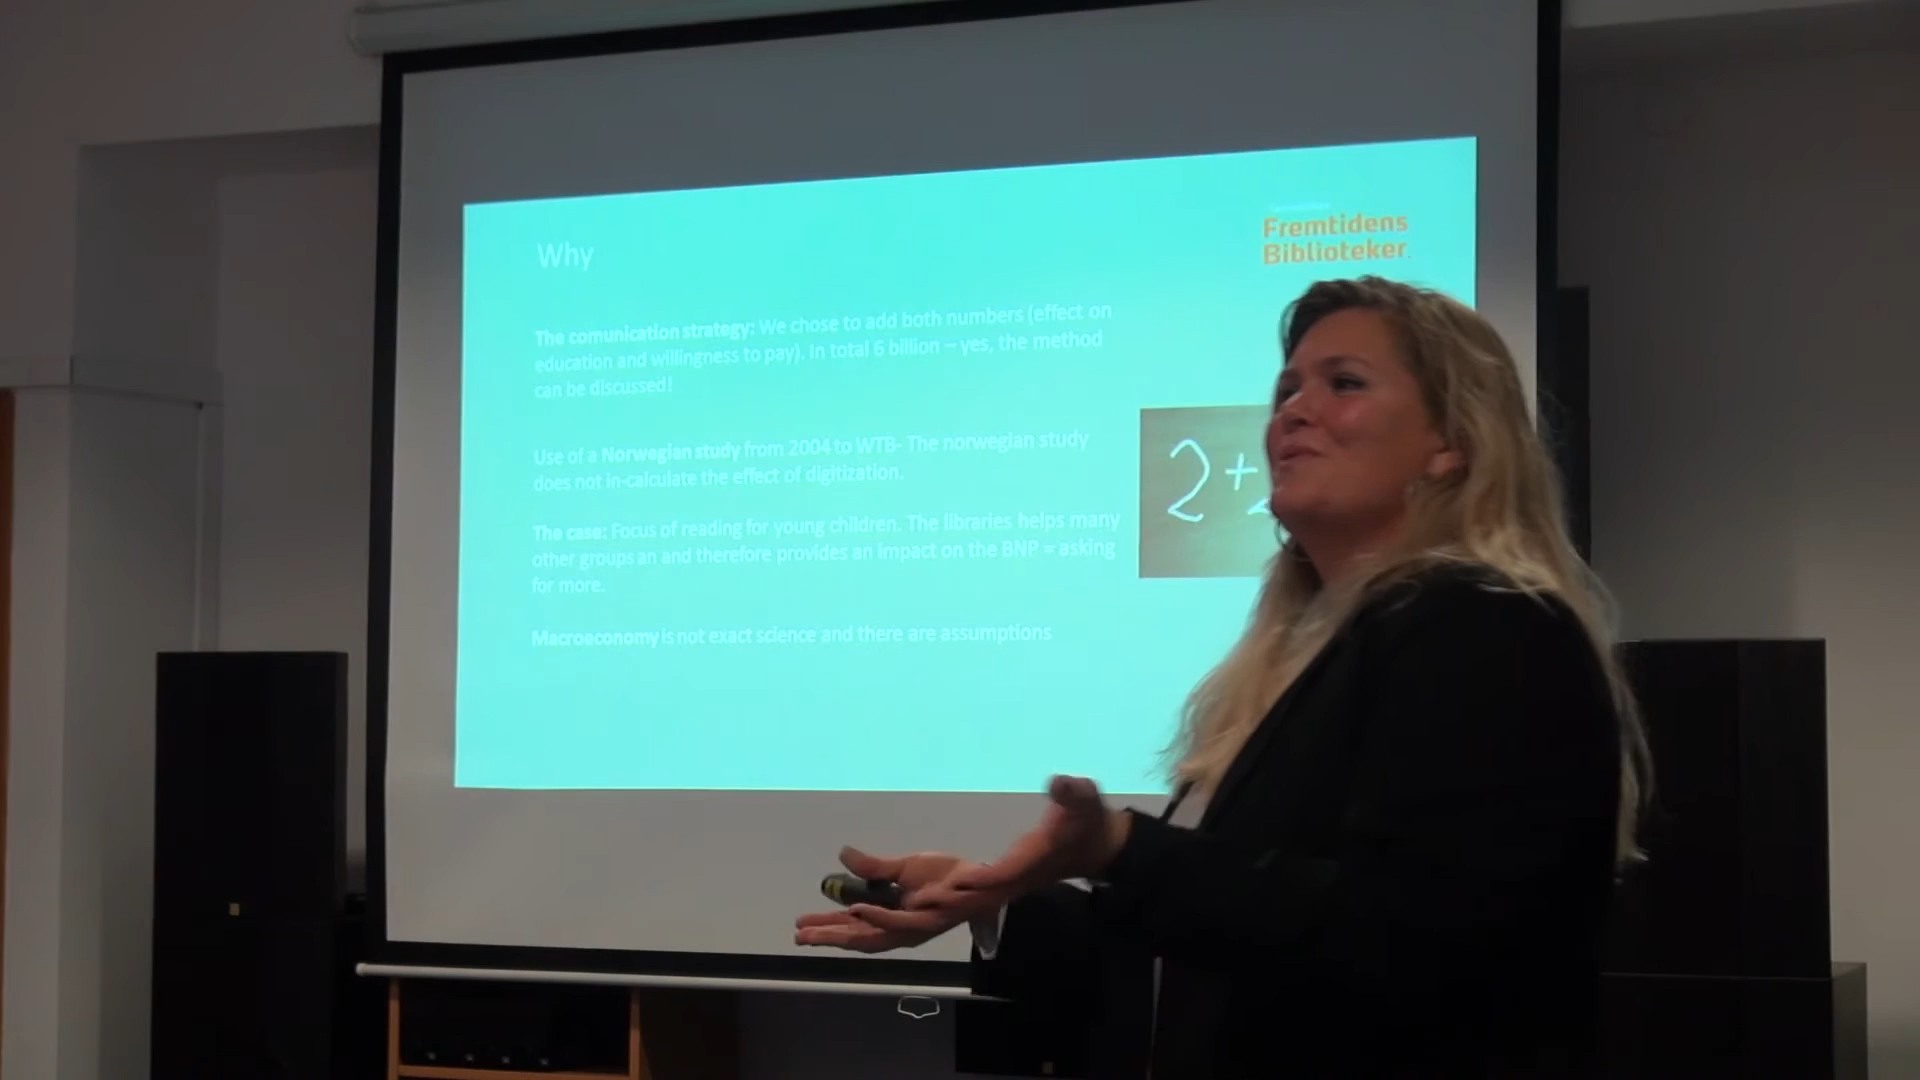 Why
Fremtidens
Biblioteker.
The comunication strategy: We chose to add both numbers (effect on
education and willingness to pay). In total 6 billion – yes, the method
can be discussed!
Use of a Norwegian study from 2004 to WTB- The norwegian study
does not in-calculate the effect of digitization.
The case: Focus of reading for young children. The libraries helps many
other groups an and therefore provides an impact on the BNP = asking
for more.
Macroeconomy is not exact science and there are assumptions
2+